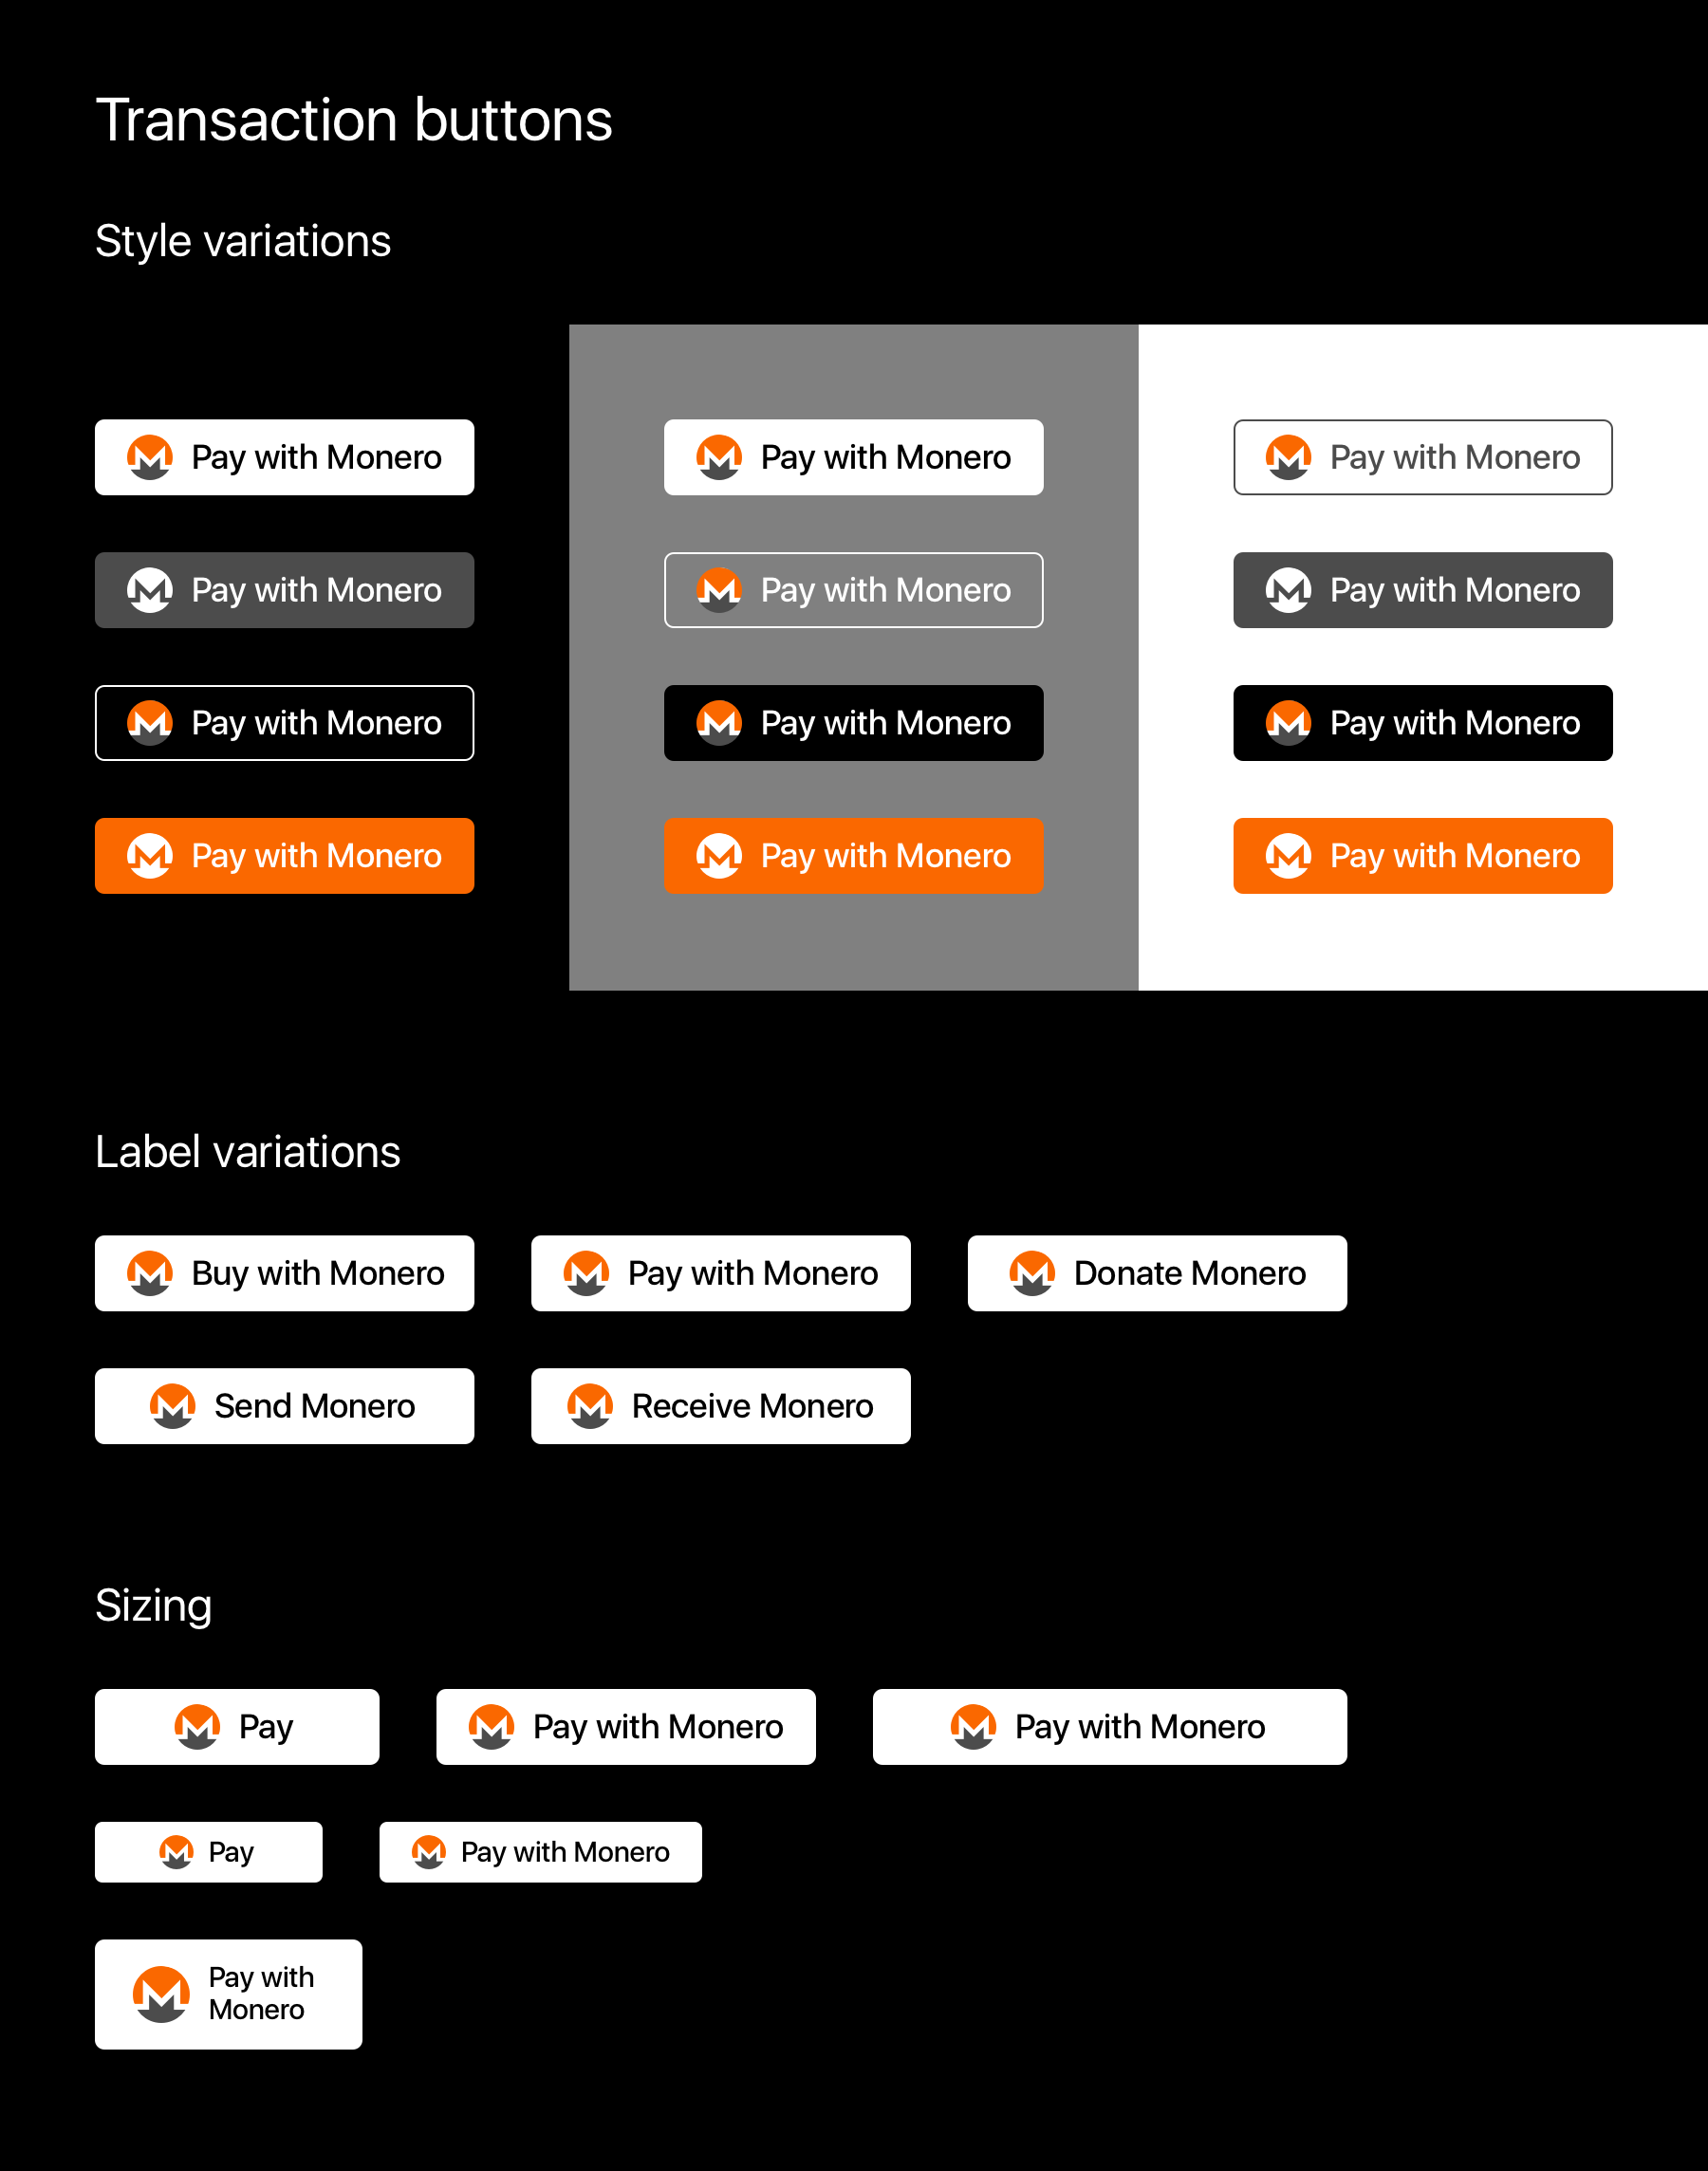 Transaction buttons
Style variations
Pay with Monero
Pay with Monero
Pay with Monero
Pay with Monero
Pay with Monero
Pay with Monero
Pay with Monero
Pay with Monero
Pay with Monero
Pay with Monero
Pay with Monero
Pay with Monero
Label variations
Buy with Monero
Pay with Monero
Donate Monero
Send Monero
Receive Monero
Sizing
Pay
Pay with Monero
Pay with Monero
Pay
Pay with Monero
Pay with
Monero